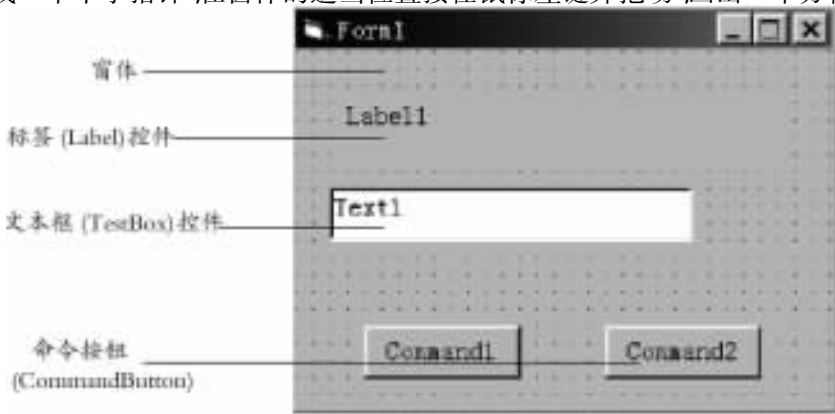 Form1
窗体
Label1
标签 (Label)控件
Text1
文本框 (TestBox)控件
Command1 Command2
命令按钮
(CommandButton)